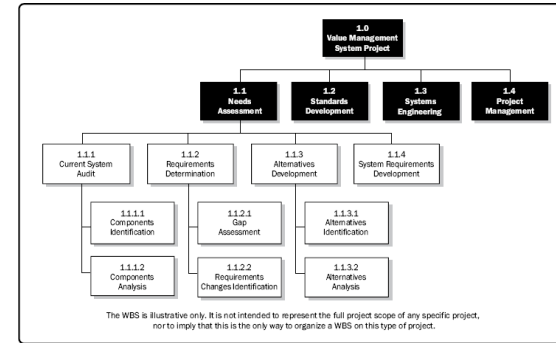 1.0
Value Management
System Project
1.1
Needs
Assessment
1.2
Standards
Development
1.3
Systems
Engineering
1.4
Project
Management
1.1.1
Current System
Audit
1.1.2
Requirements
Determination
1.1.3
Alternatives
Development
1.1.4
System Requirements
Development
1.1.1.1
Components
Identification
1.1.2.1
Gap
Assessment
1.1.3.1
Alternatives
Identification
1.1.1.2
Components
Analysis
1.1.2.2
Requirements
Changes Identification
1.1.3.2
Alternatives
Analysis
The WBS is illustrative only. It is not intended to represent the full project scope of any specific project,
nor to imply that this is the only way to organize a WBS on this type of project.